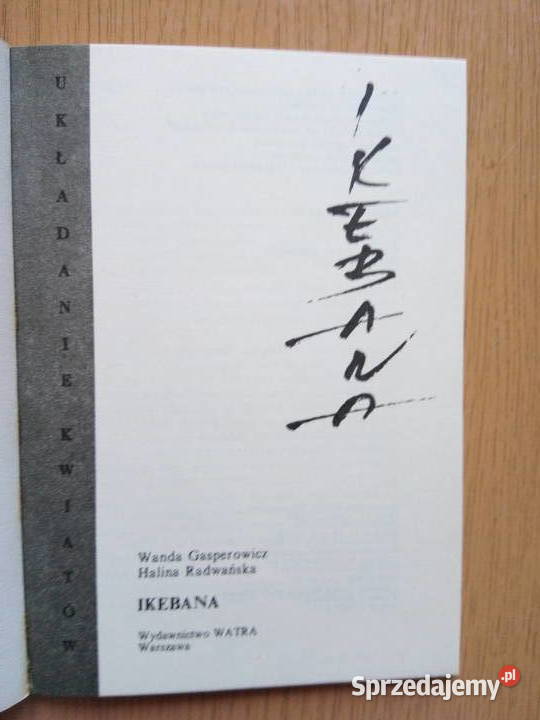 UKŁADANIE KWIATÓW
IKEBANA
Wanda Gasperowicz
Halina Radwańska
IKEBANA
Wydawnictwo WATRA
Warszawa
Sprzedajemy.pl